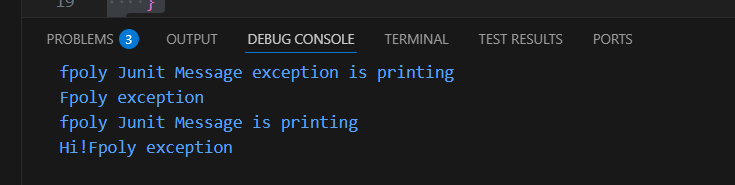 19 }
PROBLEMS 3 OUTPUT DEBUG CONSOLE TERMINAL TEST RESULTS PORTS
fpoly Junit Message exception is printing
Fpoly exception
fpoly Junit Message is printing
Hi!Fpoly exception